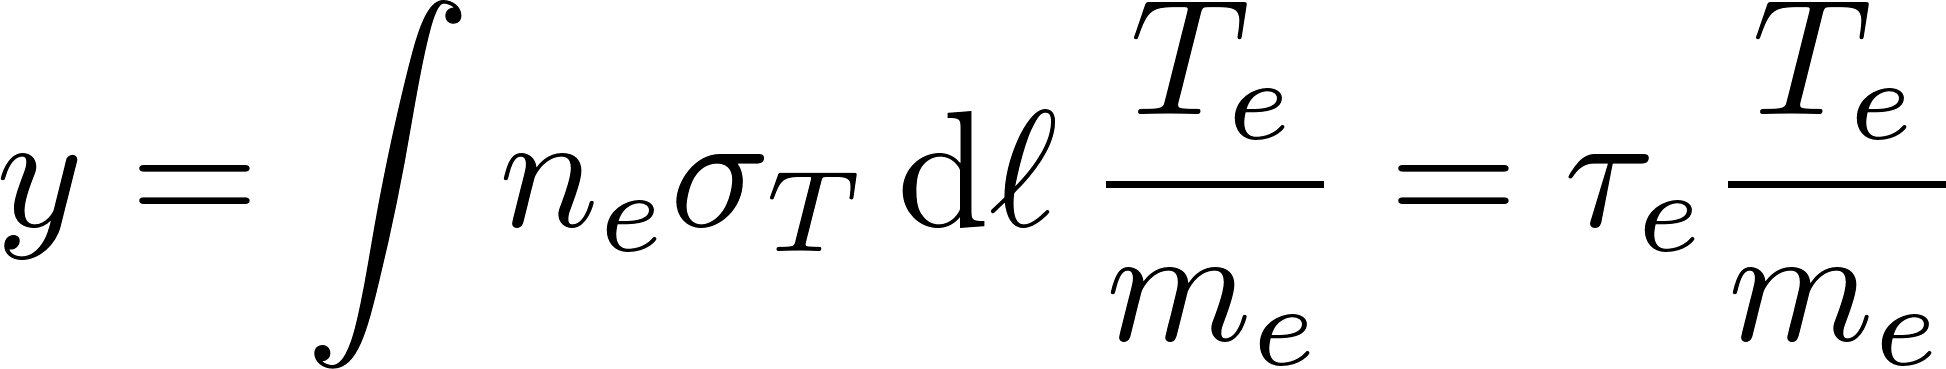 $y = \int n_e \sigma_T \, \mathrm{d}\ell \, \frac{T_e}{m_e} = \tau_e \frac{T_e}{m_e}$